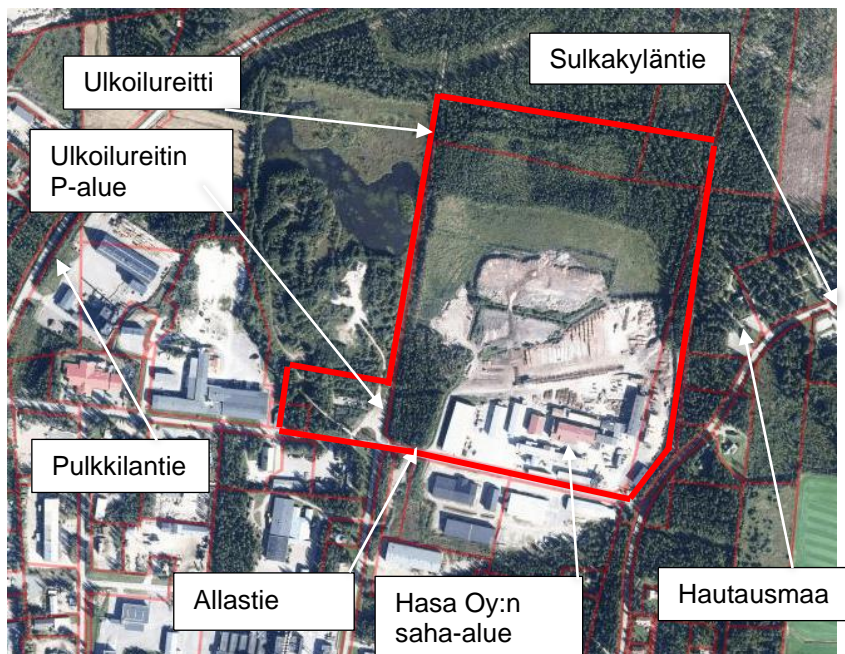 Sulkakyläntie
Ulkoilureitti
Ulkoilureitin
P-alue
Pulkkilantie
Allastie
Hasa Oy:n
saha-alue
Hautausmaa